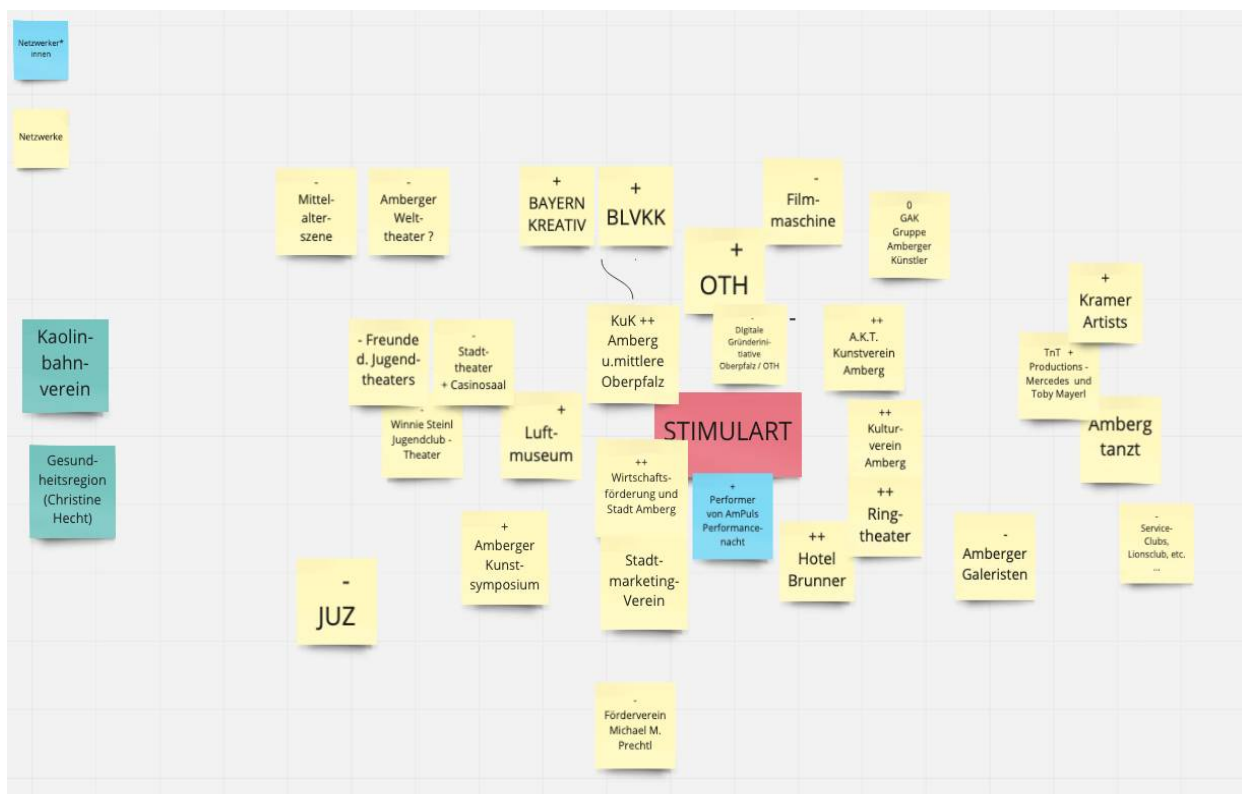 Netzwerker*
innen
Netzwerke
-
Mittel-
alter-
szene
-
Amberger
Welt-
theater ?
+
BAYERN
KREATIV
+
BLVKK
-
Film-
maschine
0
GAK
Gruppe
Amberger
Künstler
+
OTH
+
Kramer
Artists
Kaolin-
bahn-
verein
- Freunde
d. Jugend-
theaters
-
Stadt-
theater
+ Casinosaal
KuK ++
Amberg
u.mittlere
Oberpfalz
-
DIgitale
Gründerini-
tiative
Oberpfalz / OTH
-
++
A.K.T.
Kunstverein
Amberg
TnT +
Productions -
Mercedes und
Toby Mayerl
-
Winnie Steinl
Jugendclub -
Theater
+
Luft-
museum
STIMULART
++
Kultur-
verein
Amberg
Amberg
tanzt
Gesund-
heitsregion
(Christine
Hecht)
++
Wirtschafts-
förderung und
Stadt Amberg
+
Performer
von AmPuls
Performance-
nacht
++
Ring-
theater
+
Amberger
Kunst-
symposium
Stadt-
marketing-
Verein
++
Hotel
Brunner
-
Amberger
Galeristen
-
Service-
Clubs,
Lionsclub, etc.
...
-
JUZ
-
Förderverein
Michael M.
Prechtl